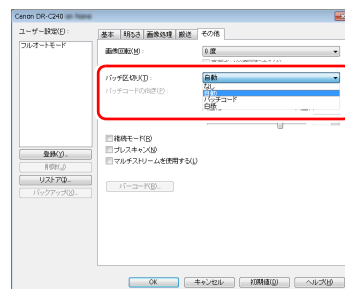 Canon DR-C240 on None
ユーザー設定(E):
フルオートモード
登録(Y)...
削除(K)
リストア(I)...
バックアップ(X)...
基本 明るさ 画像処理 搬送 その他
画像回転(M): 0度
バッチ区切り(T): 自動
なし
自動
バッチコード
白紙
バッチコードの向き(F):
継続モード(R)
プレスキャン(N)
マルチストリームを使用する(L)
バーコード(B)...
OK キャンセル 初期値(D) ヘルプ(H)